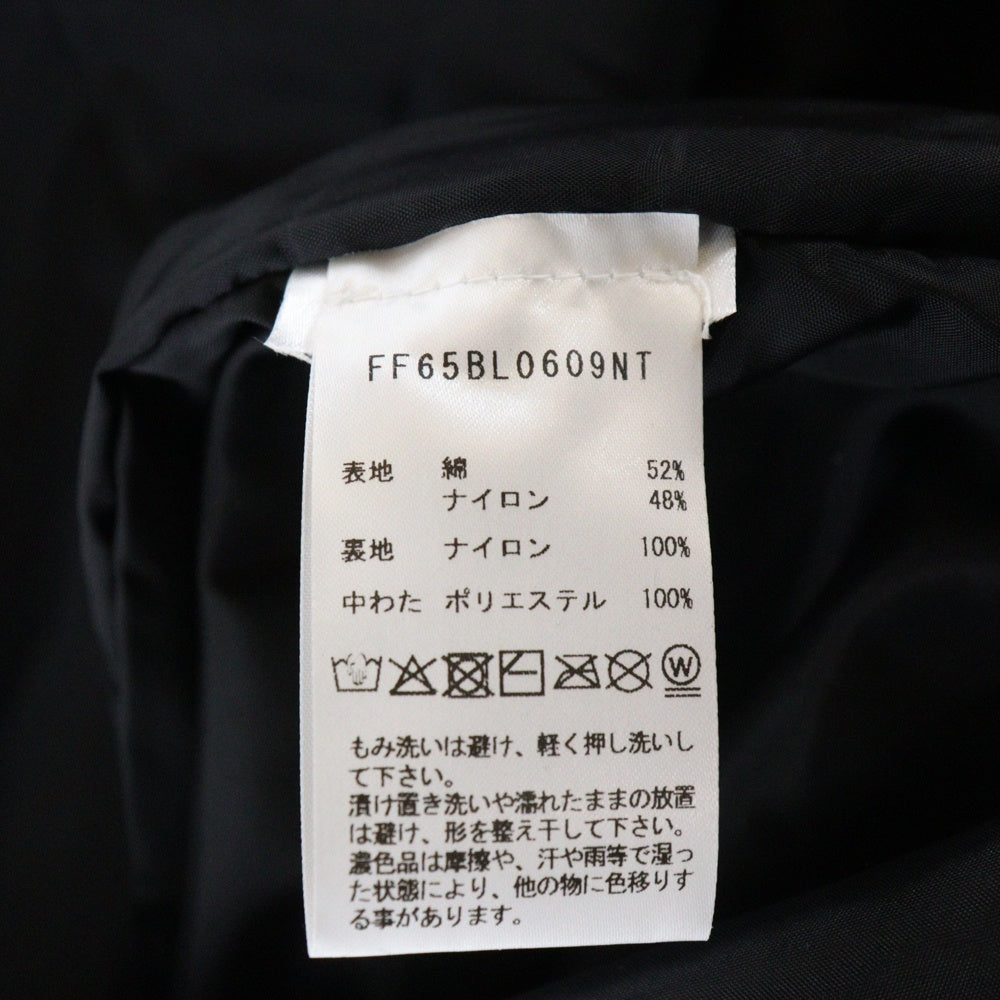 FF65BL0609NT
表地 綿 52%
ナイロン 48%
裏地 ナイロン 100%
中わた ポリエステル 100%
W
もみ洗いは避け、軽く押し洗いし
て下さい。
漬け置き洗いや濡れたままの放置
は避け、形を整え干して下さい。
濃色品は摩擦や、汗や雨等で湿っ
た状態により、他の物に色移りす
る事があります。